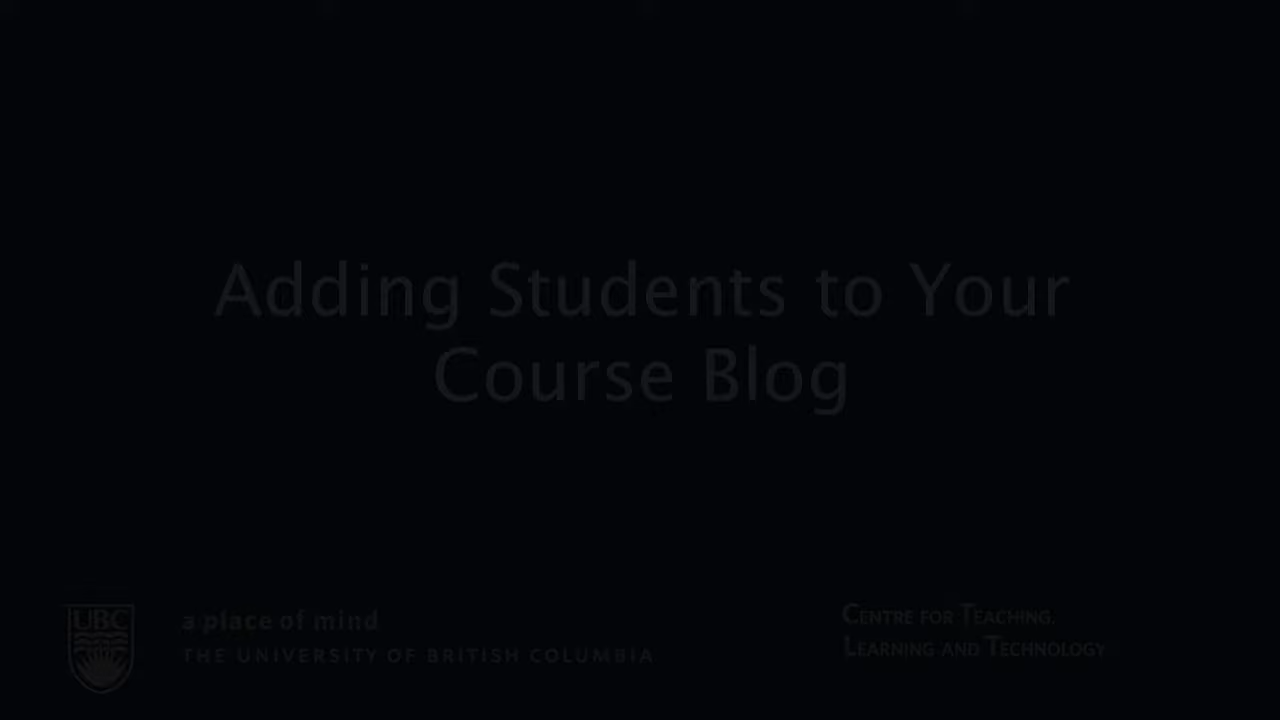 Adding Students to Your
Course Blog
UBC
a place of mind
THE UNIVERSITY OF BRITISH COLUMBIA
CENTRE FOR TEACHING,
LEARNING AND TECHNOLOGY